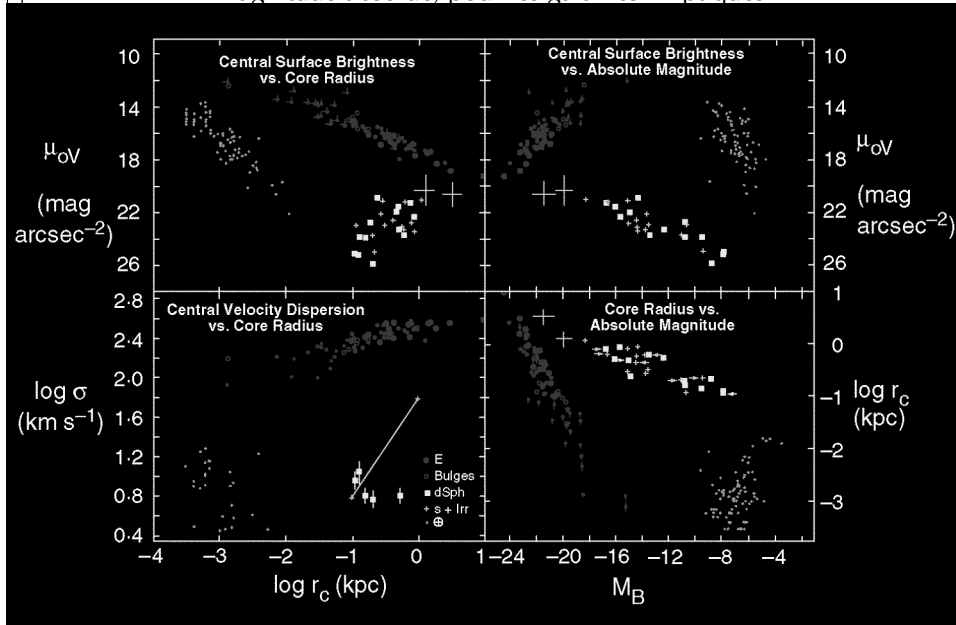 Central Surface Brightness
vs. Core Radius
Central Surface Brightness
vs. Absolute Magnitude
10
14
18
22
26
μoV
(mag
arcsec−2)
10
14
18
22
26
μoV
(mag
arcsec−2)
Central Velocity Dispersion
vs. Core Radius
Core Radius vs.
Absolute Magnitude
2·8
2·4
2·0
1·6
1·2
0·8
0·4
log σ
(km s−1)
E
Bulges
dSph
s + Irr
⊕
1
0
−1
−2
−3
log rc
(kpc)
−4 −3 −2 −1 0 1
log rc (kpc)
−24 −20 −16 −12 −8 −4
MB